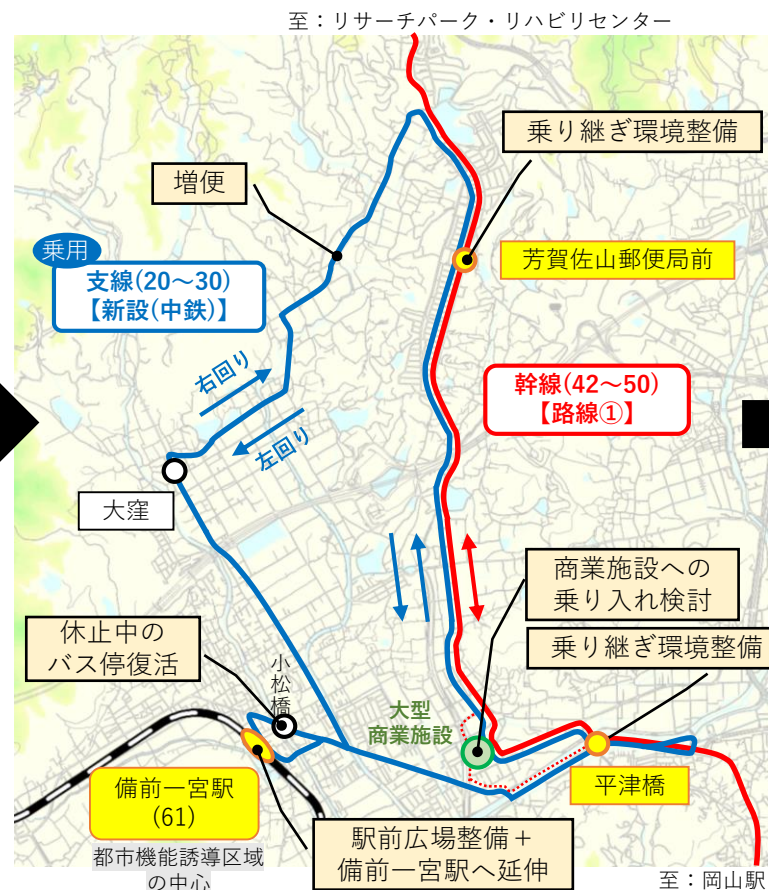 至：リサーチパーク・リハビリセンター
乗り継ぎ環境整備
増便
乗用
支線(20～30)
【新設(中鉄)】
芳賀佐山郵便局前
右回り
左回り
幹線(42～50)
【路線①】
大窪
商業施設への
乗り入れ検討
休止中の
バス停復活
小松橋
乗り継ぎ環境整備
大型
商業施設
備前一宮駅
(61)
平津橋
都市機能誘導区域
の中心
駅前広場整備＋
備前一宮駅へ延伸
至：岡山駅